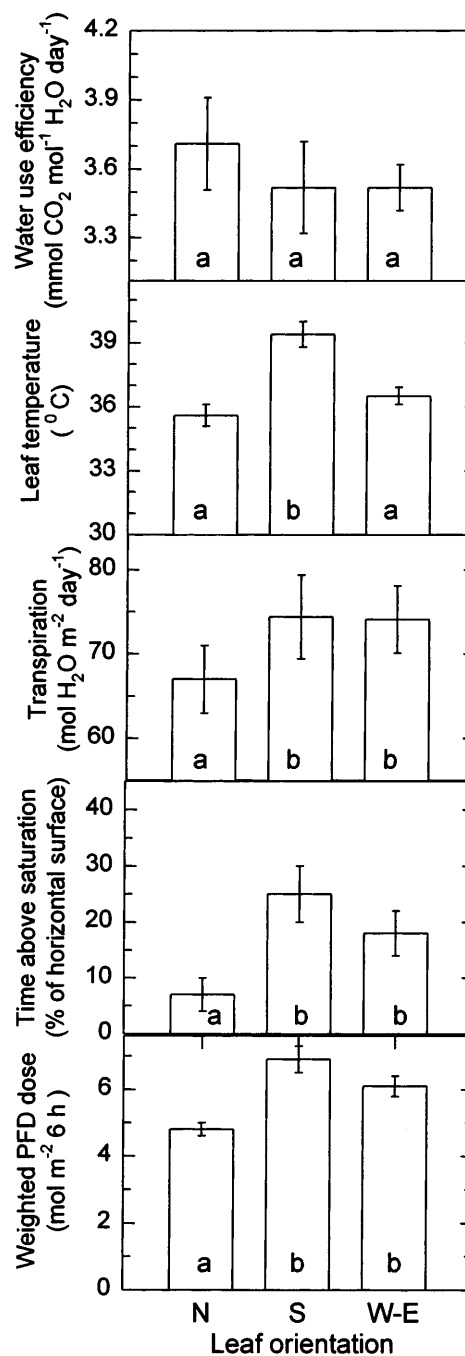 Water use efficiency
(mmol CO₂ mol⁻¹ H₂O day⁻¹)
4.2
3.9
3.6
3.3
a a a
Leaf temperature
(⁰C)
39
36
33
30
a b a
Transpiration
(mol H₂O m⁻² day⁻¹)
75
70
60
a b b
Time above saturation
(% of horizontal surface)
40
30
20
10
0
a b b
Weighted PFD dose
(mol m⁻² 6 h)
6
4
2
0
a b b
N S W-E
Leaf orientation